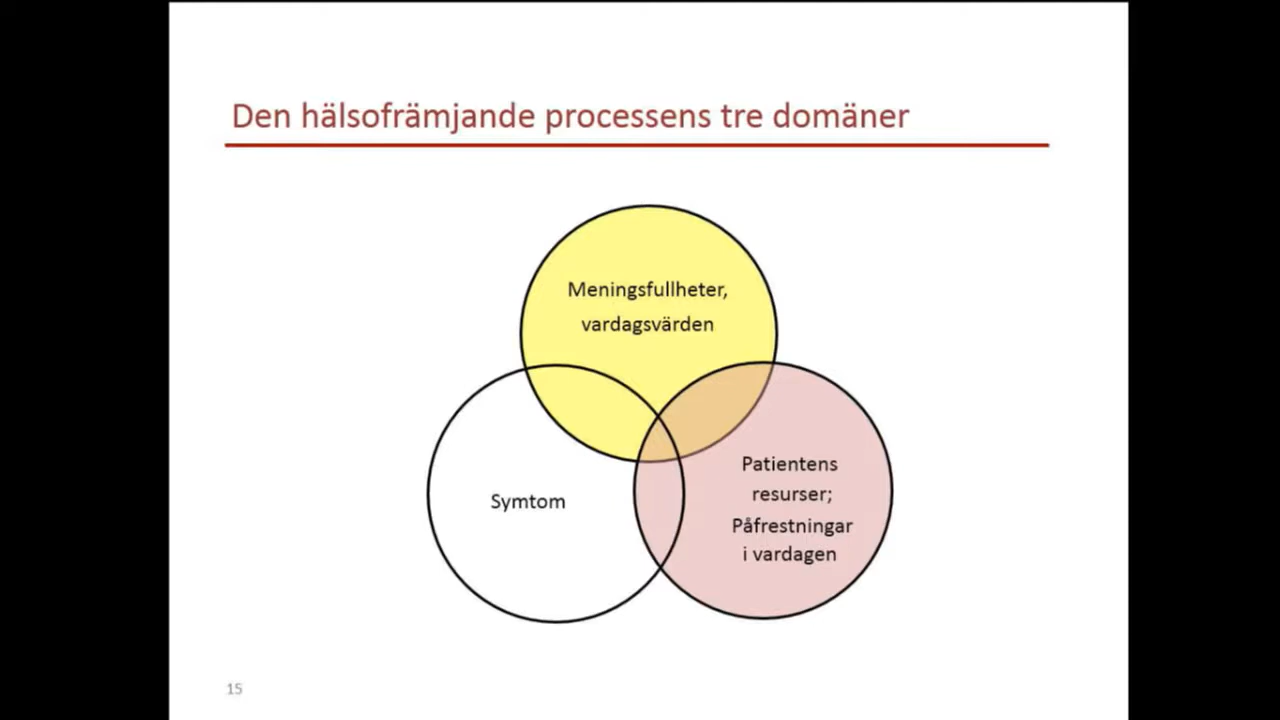 Den hälsofrämjande processens tre domäner
Meningsfullheter,
vardagsvärden
Symtom
Patientens
resurser;
Påfrestningar
i vardagen
15